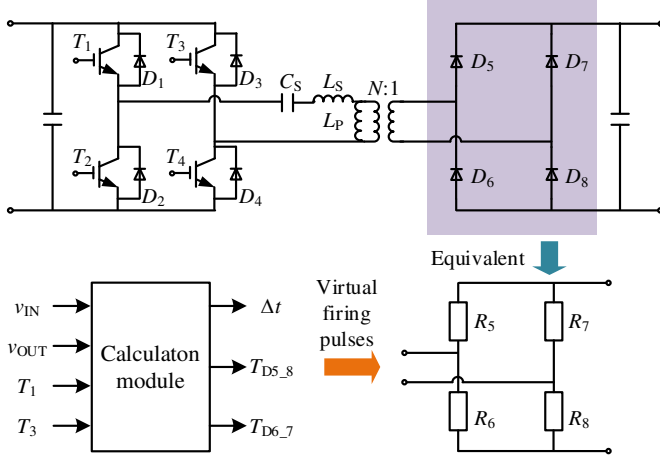 T1
T3
D1
D3
CS
LS
N:1
LP
D5
D7
T2
T4
D2
D4
D6
D8
Equivalent
vIN
vOUT
T1
T3
Calculaton
module
Δt
TD5_8
TD6_7
Virtual
firing
pulses
R5
R7
R6
R8